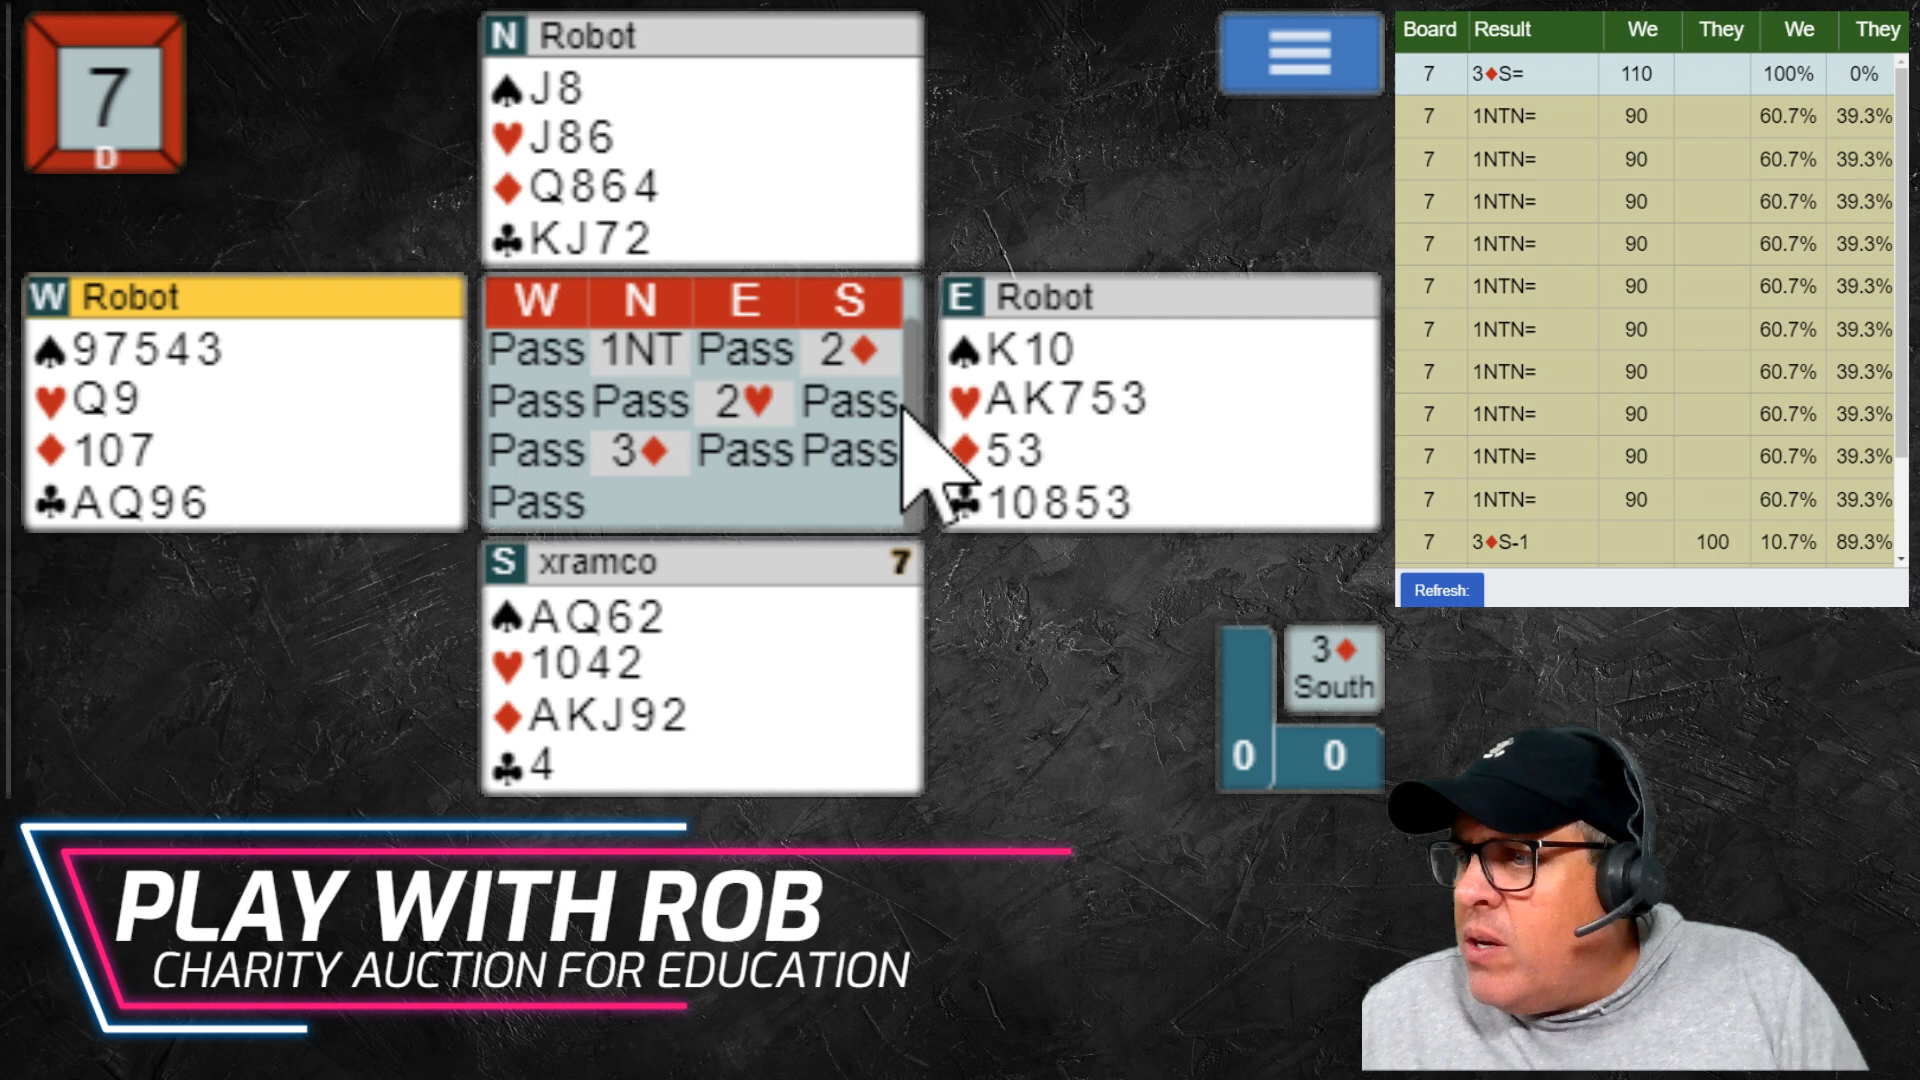 7
D
N Robot
♠J8
♥J86
♦Q864
♣KJ72
W Robot
♠97543
♥Q9
♦107
♣AQ96
W N E S
Pass 1NT Pass 2♦
Pass Pass 2♥ Pass
Pass 3♦ Pass Pass
Pass
E Robot
♠K10
♥AK753
♦53
♣10853
S xramco 7
♠AQ62
♥1042
♦AKJ92
♣4
3♦
South
0 0
Board Result We They We They
7 3♦S= 110 100% 0%
7 1NTN= 90 60.7% 39.3%
7 1NTN= 90 60.7% 39.3%
7 1NTN= 90 60.7% 39.3%
7 1NTN= 90 60.7% 39.3%
7 1NTN= 90 60.7% 39.3%
7 1NTN= 90 60.7% 39.3%
7 1NTN= 90 60.7% 39.3%
7 1NTN= 90 60.7% 39.3%
7 1NTN= 90 60.7% 39.3%
7 1NTN= 90 60.7% 39.3%
7 3♦S-1 100 10.7% 89.3%
Refresh:
PLAY WITH ROB
CHARITY AUCTION FOR EDUCATION